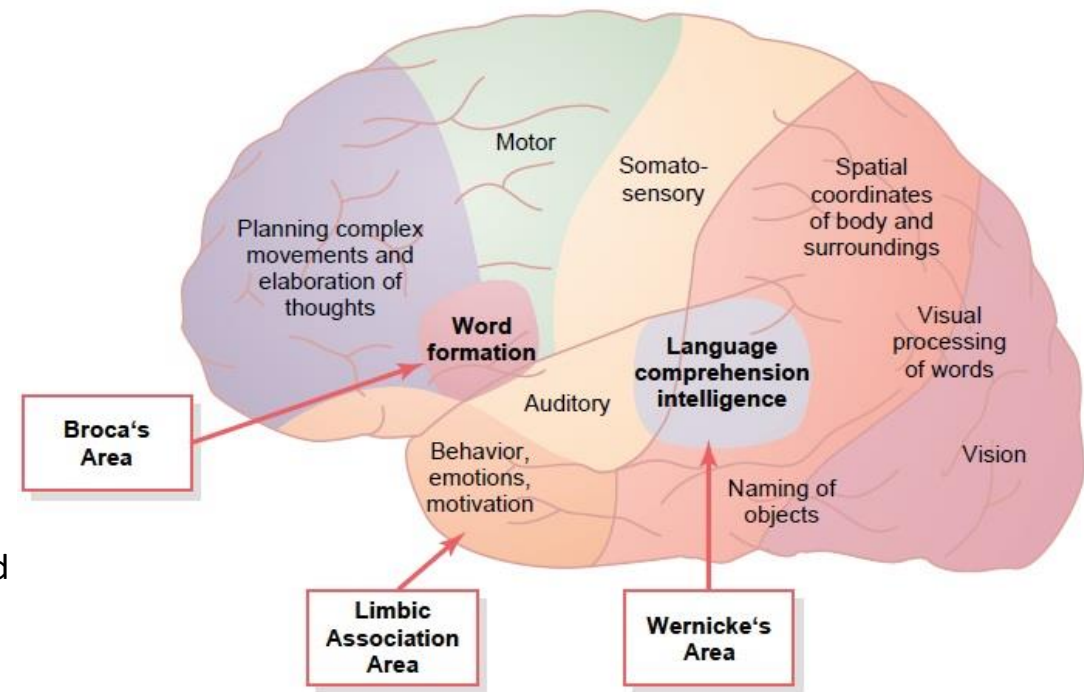 Motor
Somato-
sensory
Spatial
coordinates
of body and
surroundings
Planning complex
movements and
elaboration of
thoughts
Word
formation
Language
comprehension
intelligence
Visual
processing
of words
Auditory
Broca‘s
Area
Behavior,
emotions,
motivation
Vision
Naming of
objects
d
Limbic
Association
Area
Wernicke‘s
Area